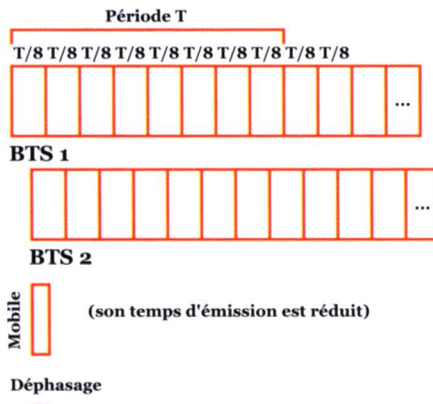 Période T
T/8 T/8 T/8 T/8 T/8 T/8 T/8 T/8 T/8 T/8
...
BTS 1
...
BTS 2
Mobile
(son temps d'émission est réduit)
Déphasage